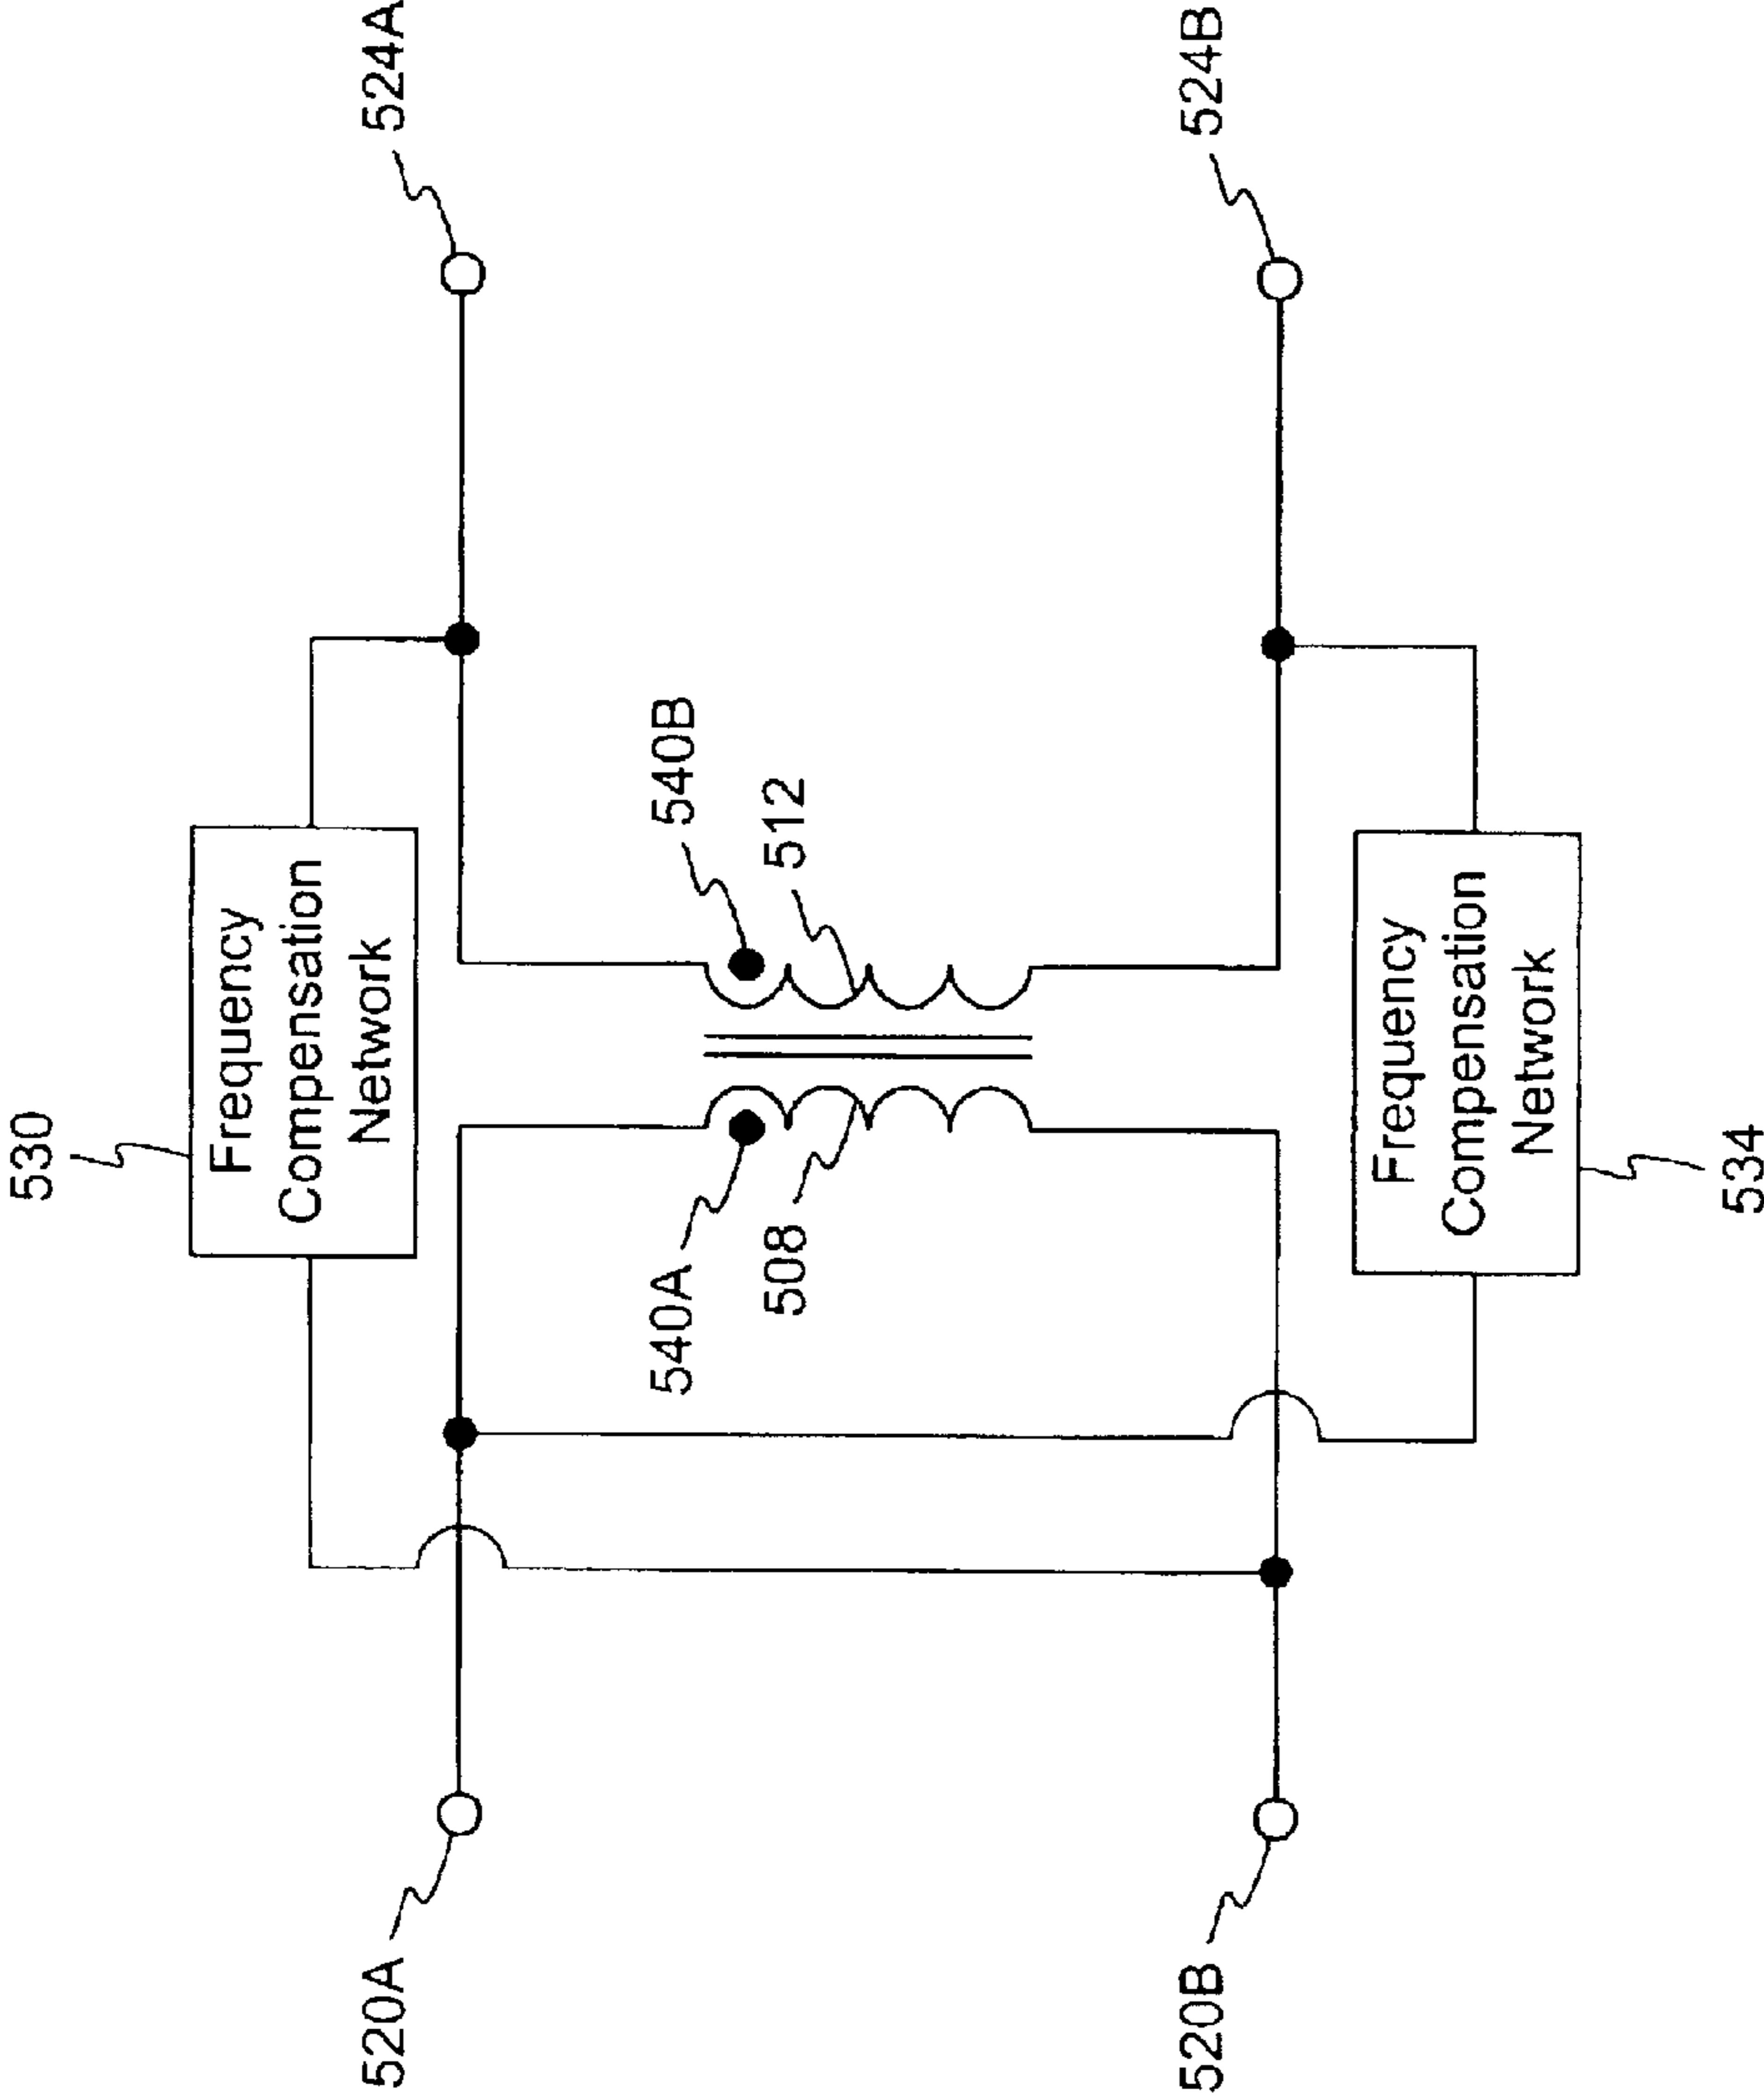 530
Frequency
Compensation
Network
520A
524A
540A
540B
508
512
520B
524B
Frequency
Compensation
Network
534